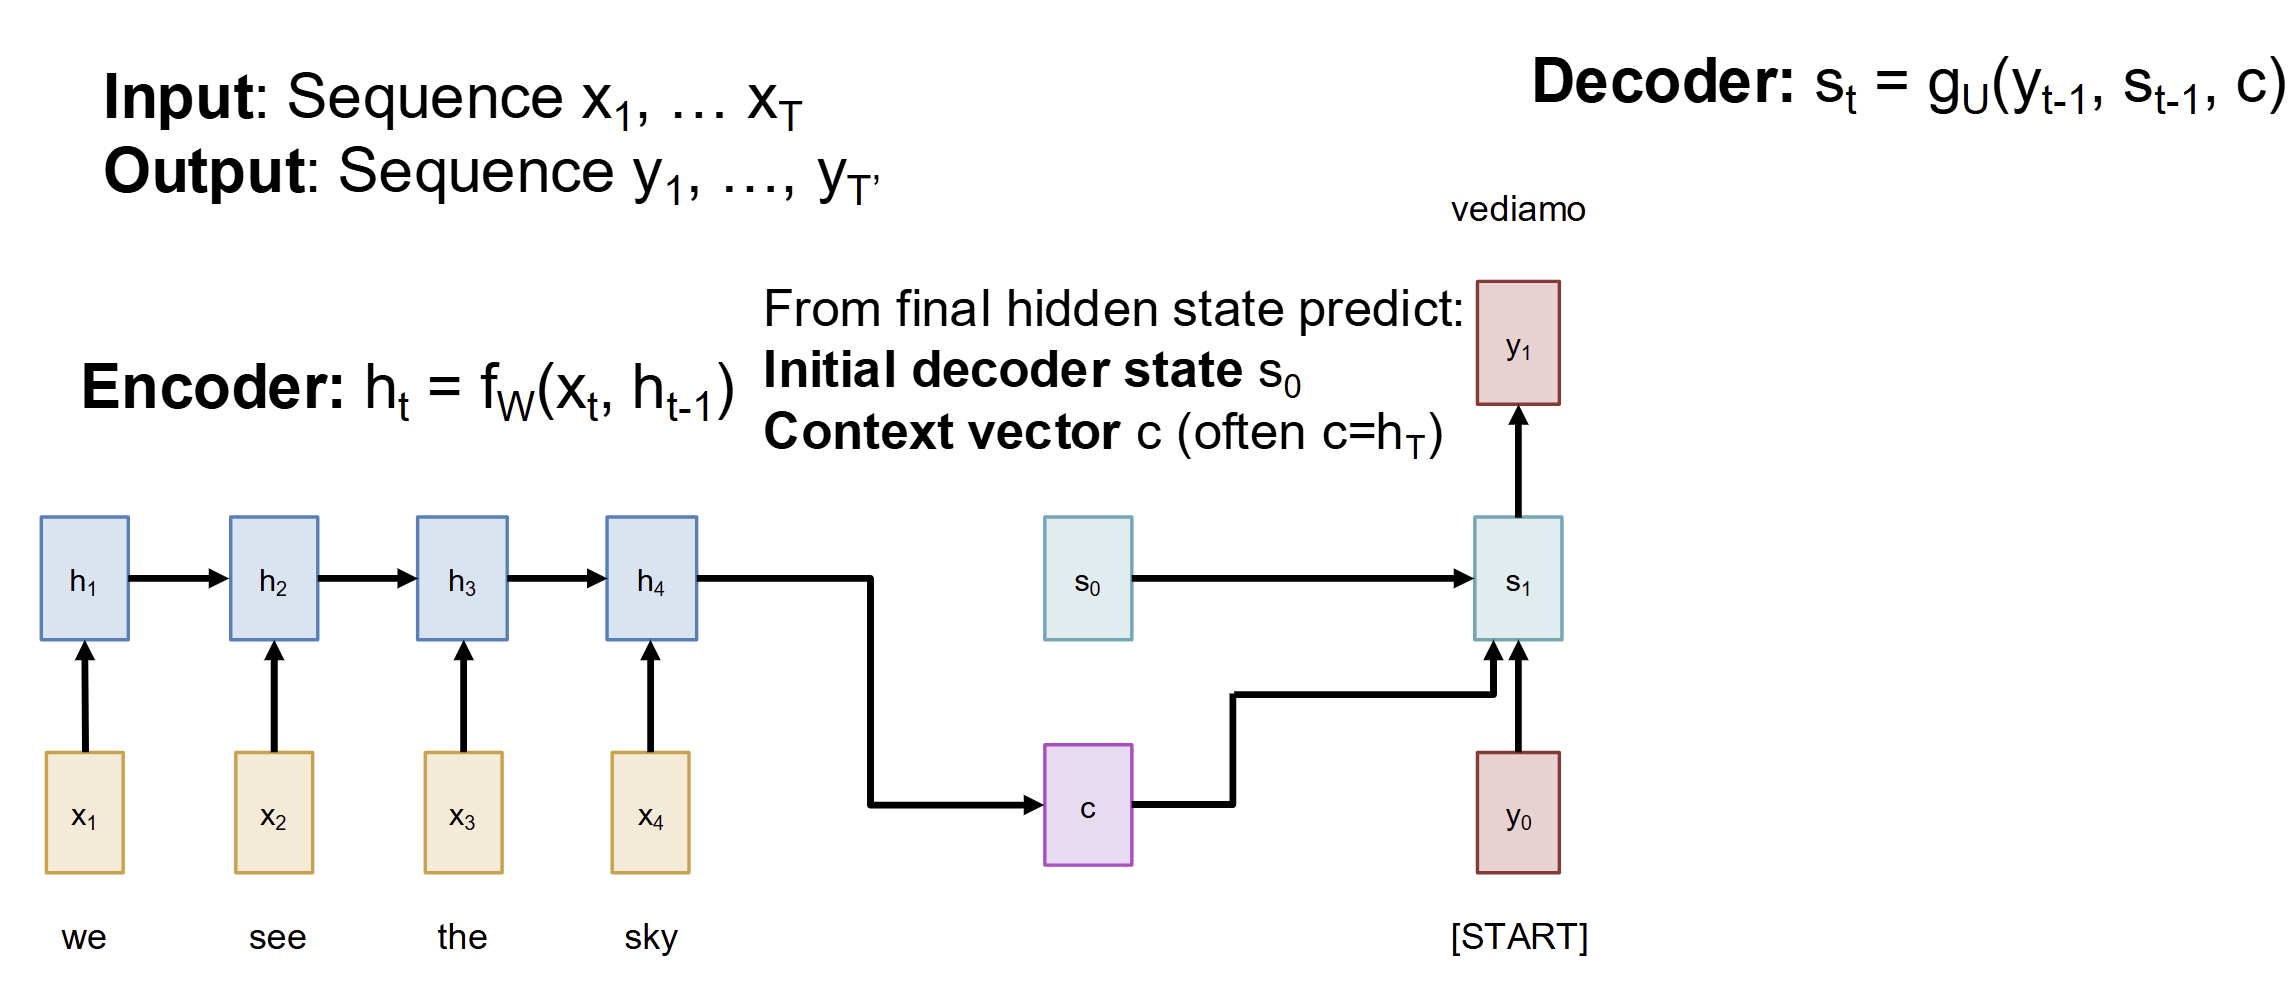 Input: Sequence x1, … xT
Output: Sequence y1, …, yT’
Decoder: st = gU(yt-1, st-1, c)
vediamo
From final hidden state predict:
Initial decoder state s0
Context vector c (often c=hT)
Encoder: ht = fW(xt, ht-1)
y1
h1 h2 h3 h4 s0 s1
x1 x2 x3 x4 c y0
we see the sky [START]